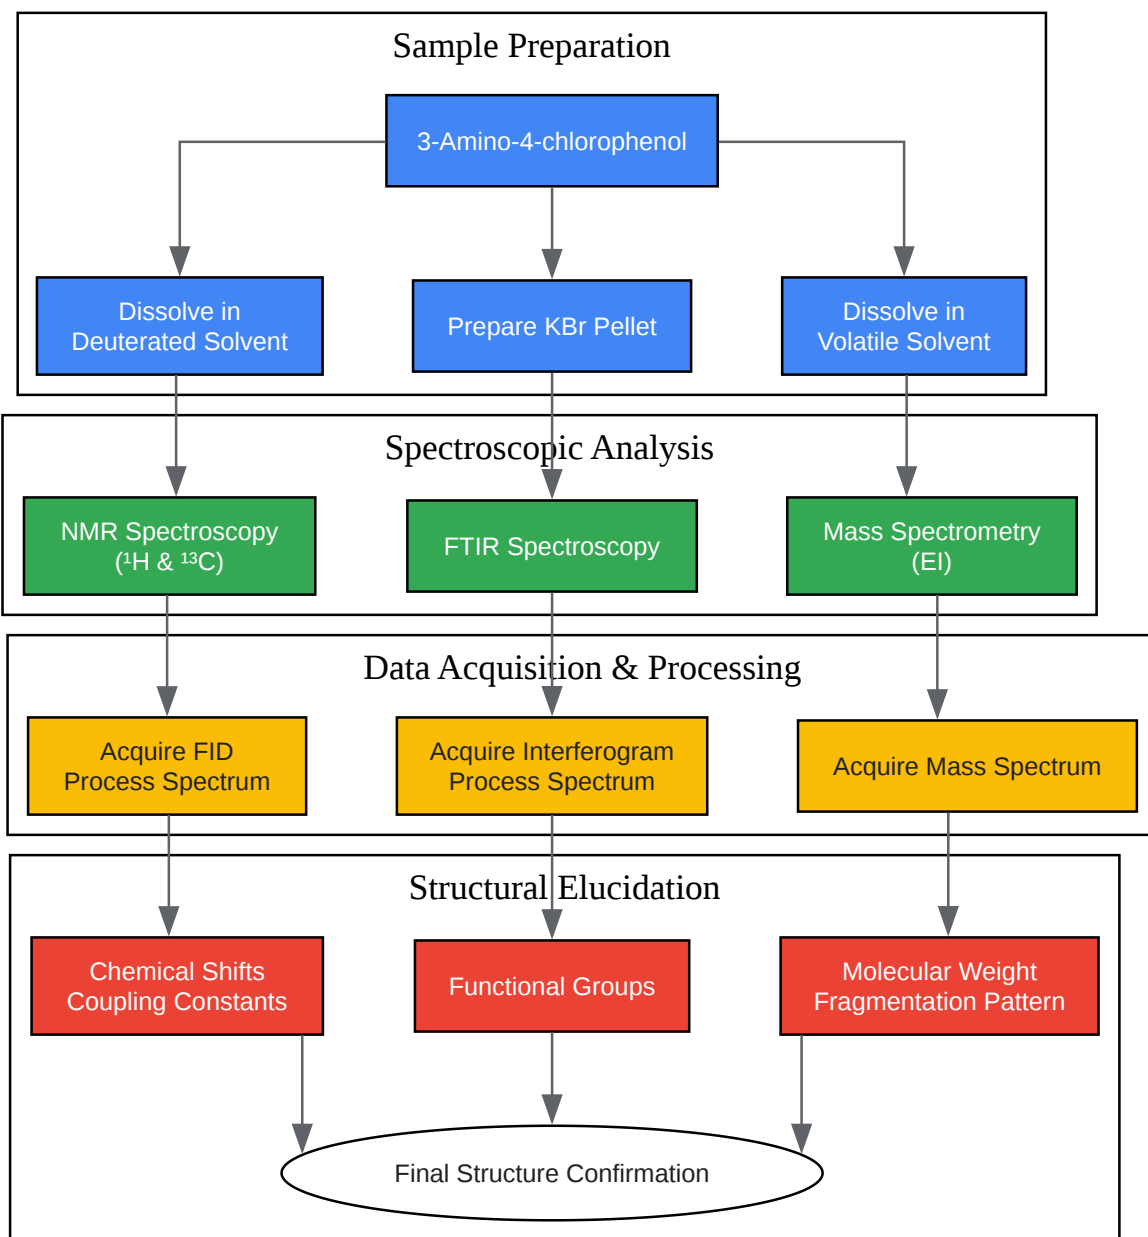 Sample Preparation
3-Amino-4-chlorophenol
Dissolve in
Deuterated Solvent
Prepare KBr Pellet
Dissolve in
Volatile Solvent
Spectroscopic Analysis
NMR Spectroscopy
(¹H & ¹³C)
FTIR Spectroscopy
Mass Spectrometry
(EI)
Data Acquisition & Processing
Acquire FID
Process Spectrum
Acquire Interferogram
Process Spectrum
Acquire Mass Spectrum
Structural Elucidation
Chemical Shifts
Coupling Constants
Functional Groups
Molecular Weight
Fragmentation Pattern
Final Structure Confirmation